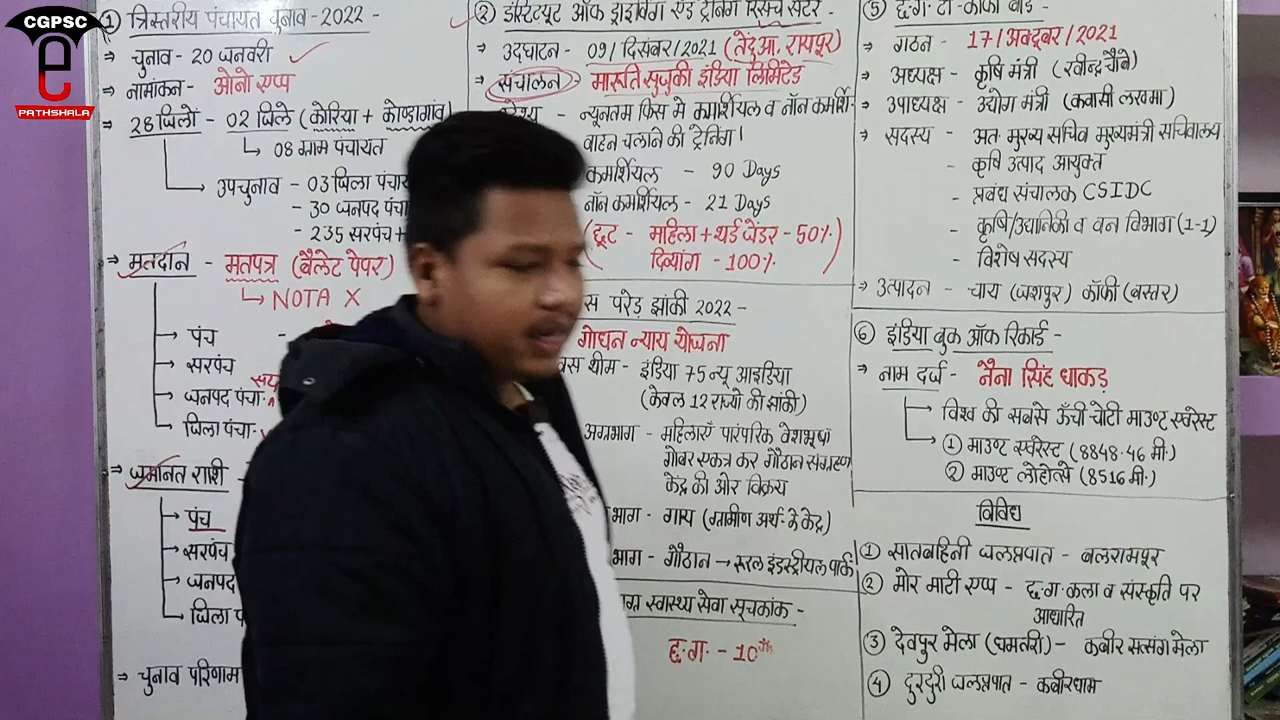 CGPSC
e
PATHSHALA
① त्रिस्तरीय पंचायत चुनाव - 2022 -
⇒ चुनाव - 20 जनवरी
⇒ नामांकन - ओनो एप्प
⇒ 28 जिलों - 02 जिले (कोरिया + कोण्डागांव)
↳ 08 ग्राम पंचायत
उपचुनाव - 03 जिला पंचा
- 30 जनपद पंचा
- 235 सरपंच +
⇒ मतदान - मतपत्र (बैलेट पेपर)
↳ NOTA X
→ पंच -
→ सरपंच
→ जनपद पंचा.
→ जिला पंचा-
⇒ जमानत राशी -
→ पंच
→ सरपंच
→ जनपद
→ जिला प
⇒ चुनाव परिणाम
② इंस्टिट्यूट ऑफ ड्राइविंग एंड ट्रेनिंग रिसर्च सेंटर -
⇒ उदघाटन - 09/दिसंबर/2021 (तेंदुआ, रायपुर)
⇒ संचालन - मारुति सुजुकी इंडिया लिमिटेड
न्यूनतम फिस मे कमर्शियल व नॉन कमर्शि-
वाहन चलाने की ट्रेनिंग।
कमर्शियल - 90 Days
नॉन कमर्शियल - 21 Days
(छूट - महिला + थर्ड जेंडर - 50%
दिव्यांग - 100%)
स परेड़ झांकी 2022 -
गोधन न्याय योजना
वस थीम - इंडिया 75 न्यू आइडिया
(केवल 12 राज्यो की झांकी)
अग्रभाग - महिलाएँ पारंपरिक वेशभूषा
गोबर एकत्र कर गौठान संग्रहण
केंद्र की ओर विक्रय
भाग - गाय (ग्रामीण अर्थ. के केंद्र)
भाग - गौठान → रूरल इंडस्ट्रीयल पार्क
ग्र स्वास्थ्य सेवा सूचकांक -
छ.ग. - 10 वाँ
⑤ छ.ग. टी-कॉफी बोर्ड -
⇒ गठन - 17/अक्टूबर/2021
⇒ अध्यक्ष - कृषि मंत्री (रवीन्द्र चौबे)
⇒ उपाध्यक्ष - उद्योग मंत्री (कवासी लखमा)
⇒ सदस्य - अत. मुख्य सचिव मुख्यमंत्री सचिवालय
- कृषि उत्पाद आयुक्त
- प्रबंध संचालक CSIDC
- कृषि/उद्यानिकी व वन विभाग (1-1)
- विशेष सदस्य
⇒ उत्पादन - चाय (जशपुर) कॉफी (बस्तर)
⑥ इंडिया बुक ऑफ रिकार्ड -
⇒ नाम दर्ज - नैना सिंह धाकड़
→ विश्व की सबसे ऊँची चोटी माउण्ट एवरेस्ट
→ ① माउण्ट एवरेस्ट (8848.46 मी.)
② माउण्ट ल्होत्से (8516 मी.)
विविध
① सातबहिनी जलप्रपात - बलरामपुर
② मोर माटी एप्प - छ.ग. कला व संस्कृति पर
आधारित
③ देवपुर मेला (धमतरी) - कबीर सत्संग मेला
④ दुरदुरी जलप्रपात - कबीरधाम